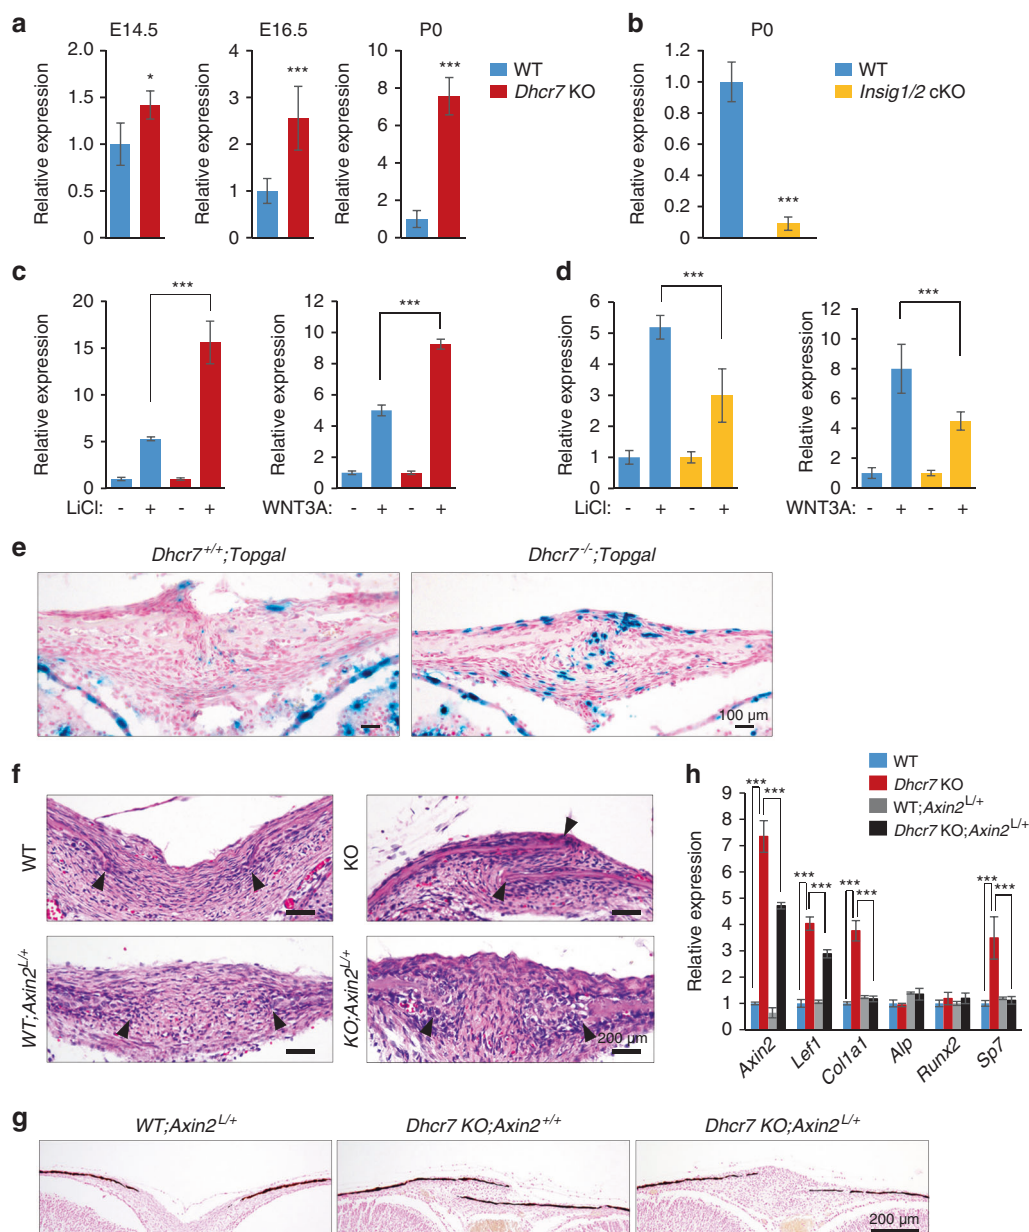 a
E14.5
E16.5
P0
Relative expression
2.0
1.5
1.0
0.5
0.0
*
Relative expression
4
3
2
1
0
***
Relative expression
10
8
6
4
2
0
***
WT
Dhcr7 KO
b
P0
Relative expression
1.2
1.0
0.8
0.6
0.4
0.2
0
***
WT
Insig1/2 cKO
c
Relative expression
20
15
10
5
0
***
LiCl: - + - +
Relative expression
12
10
8
6
4
2
0
***
WNT3A: - + - +
d
Relative expression
6
5
4
3
2
1
0
***
LiCl: - + - +
Relative expression
12
10
8
6
4
2
0
***
WNT3A: - + - +
e
Dhcr7+/+;Topgal
Dhcr7-/-;Topgal
100 µm
f
WT
KO
WT;Axin2L/+
KO;Axin2L/+
200 µm
h
WT
Dhcr7 KO
WT;Axin2L/+
Dhcr7 KO;Axin2L/+
Relative expression
9
8
7
6
5
4
3
2
1
0
*** ***
*** ***
*** ***
*** ***
Axin2 Lef1 Col1a1 Alp Runx2 Sp7
g
WT;Axin2L/+
Dhcr7 KO;Axin2+/+
Dhcr7 KO;Axin2L/+
200 µm